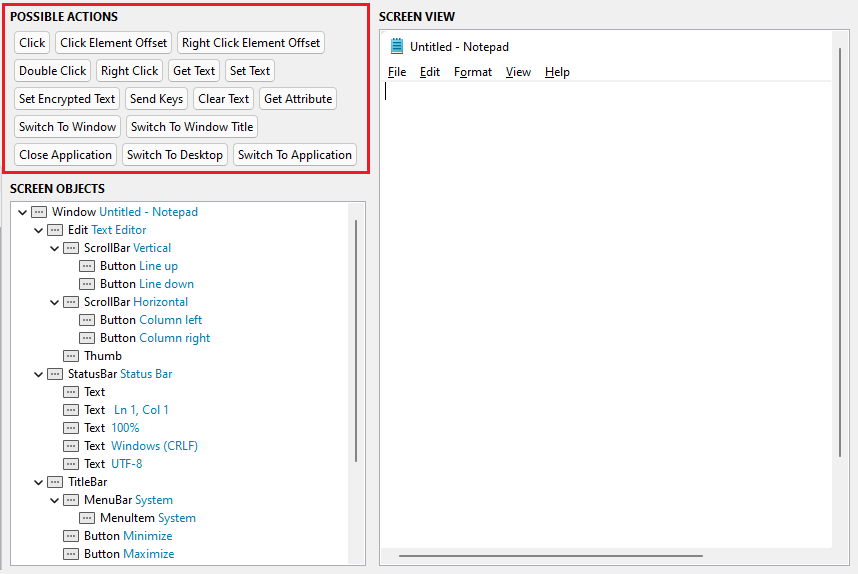 POSSIBLE ACTIONS
Click Click Element Offset Right Click Element Offset
Double Click Right Click Get Text Set Text
Set Encrypted Text Send Keys Clear Text Get Attribute
Switch To Window Switch To Window Title
Close Application Switch To Desktop Switch To Application
SCREEN OBJECTS
Window Untitled - Notepad
Edit Text Editor
ScrollBar Vertical
Button Line up
Button Line down
ScrollBar Horizontal
Button Column left
Button Column right
Thumb
StatusBar Status Bar
Text
Text Ln 1, Col 1
Text 100%
Text Windows (CRLF)
Text UTF-8
TitleBar
MenuBar System
MenuItem System
Button Minimize
Button Maximize
SCREEN VIEW
Untitled - Notepad
File Edit Format View Help